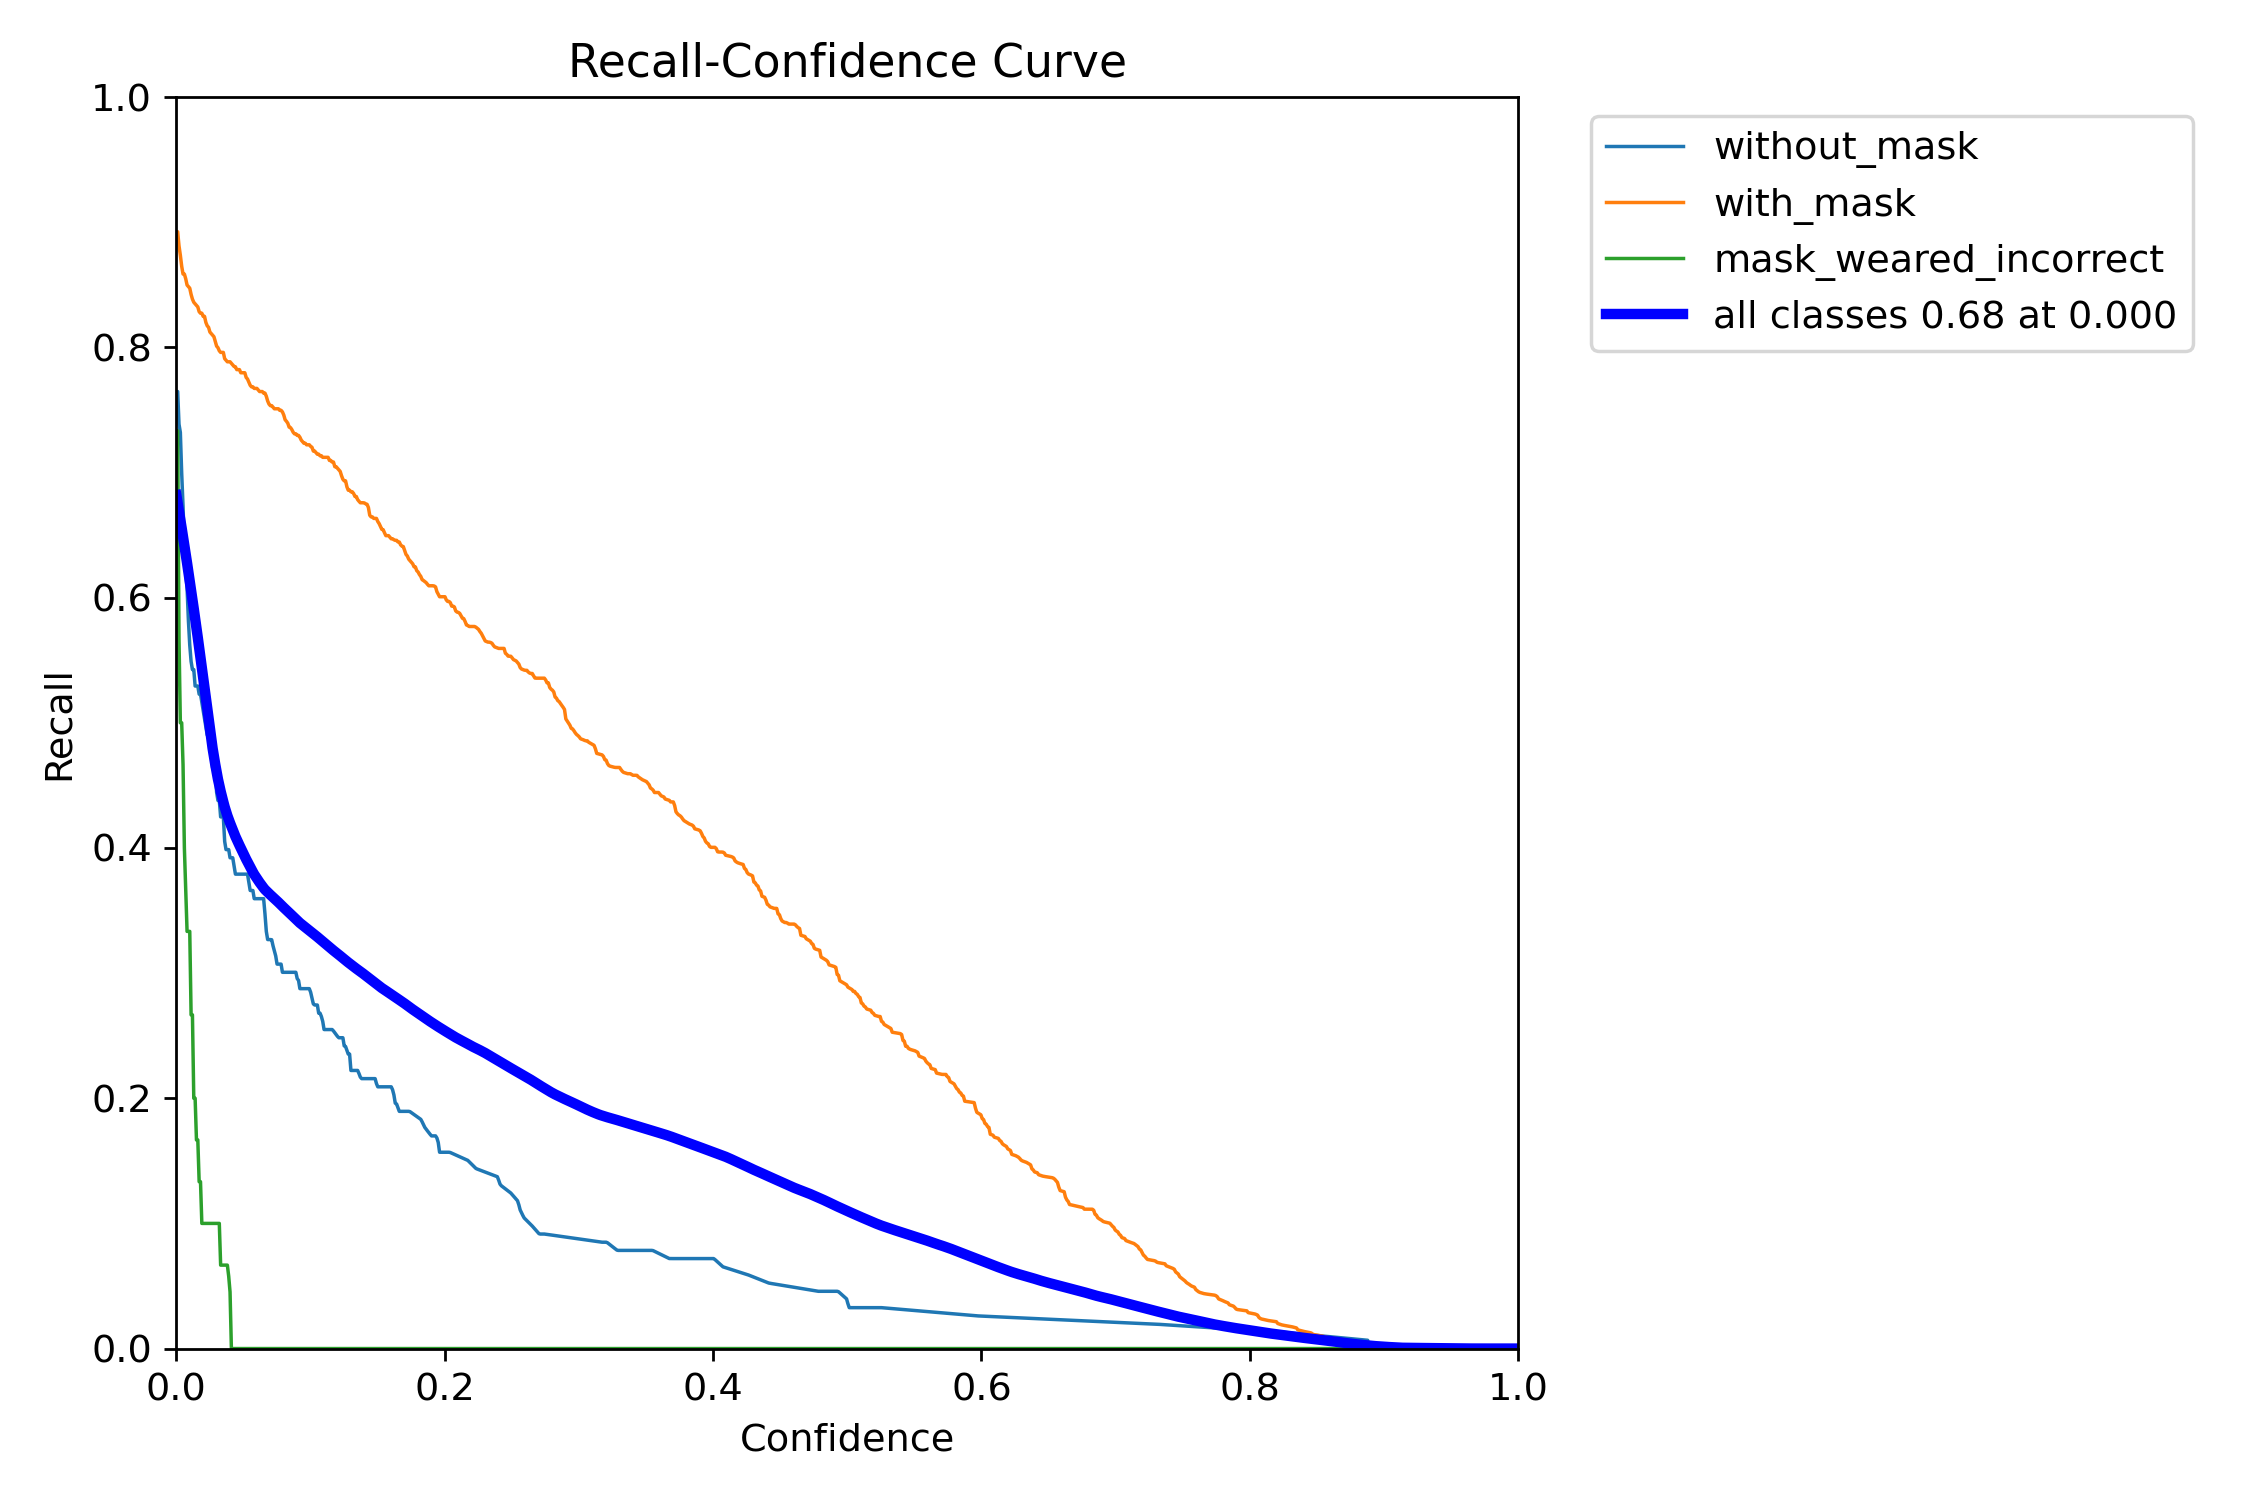 Recall-Confidence Curve
without_mask
with_mask
mask_weared_incorrect
all classes 0.68 at 0.000
Recall
1.0
0.8
0.6
0.4
0.2
0.0
0.0 0.2 0.4 0.6 0.8 1.0
Confidence